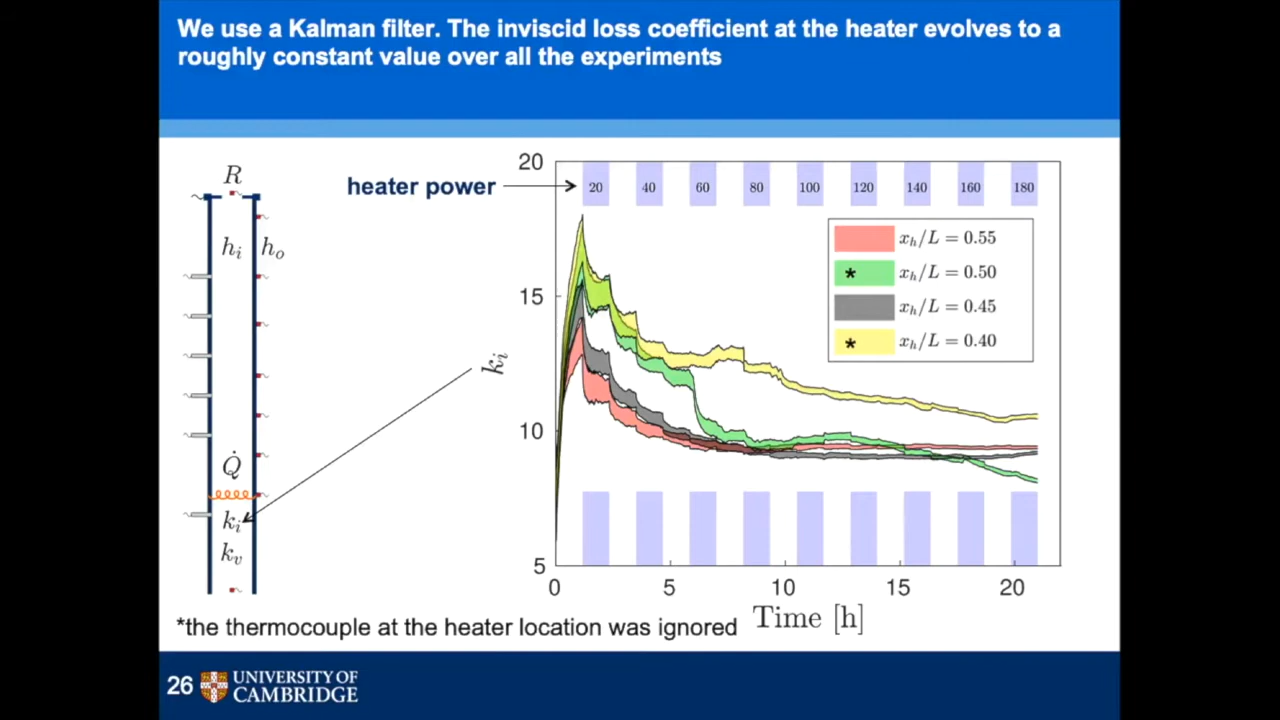 We use a Kalman filter. The inviscid loss coefficient at the heater evolves to a
roughly constant value over all the experiments
R
h_i
h_o
Q̇
k_i
k_v
heater power
20 40 60 80 100 120 140 160 180
x_h/L = 0.55
* x_h/L = 0.50
x_h/L = 0.45
* x_h/L = 0.40
k_i
20
15
10
5
0 5 10 15 20
Time [h]
*the thermocouple at the heater location was ignored
26
UNIVERSITY OF
CAMBRIDGE